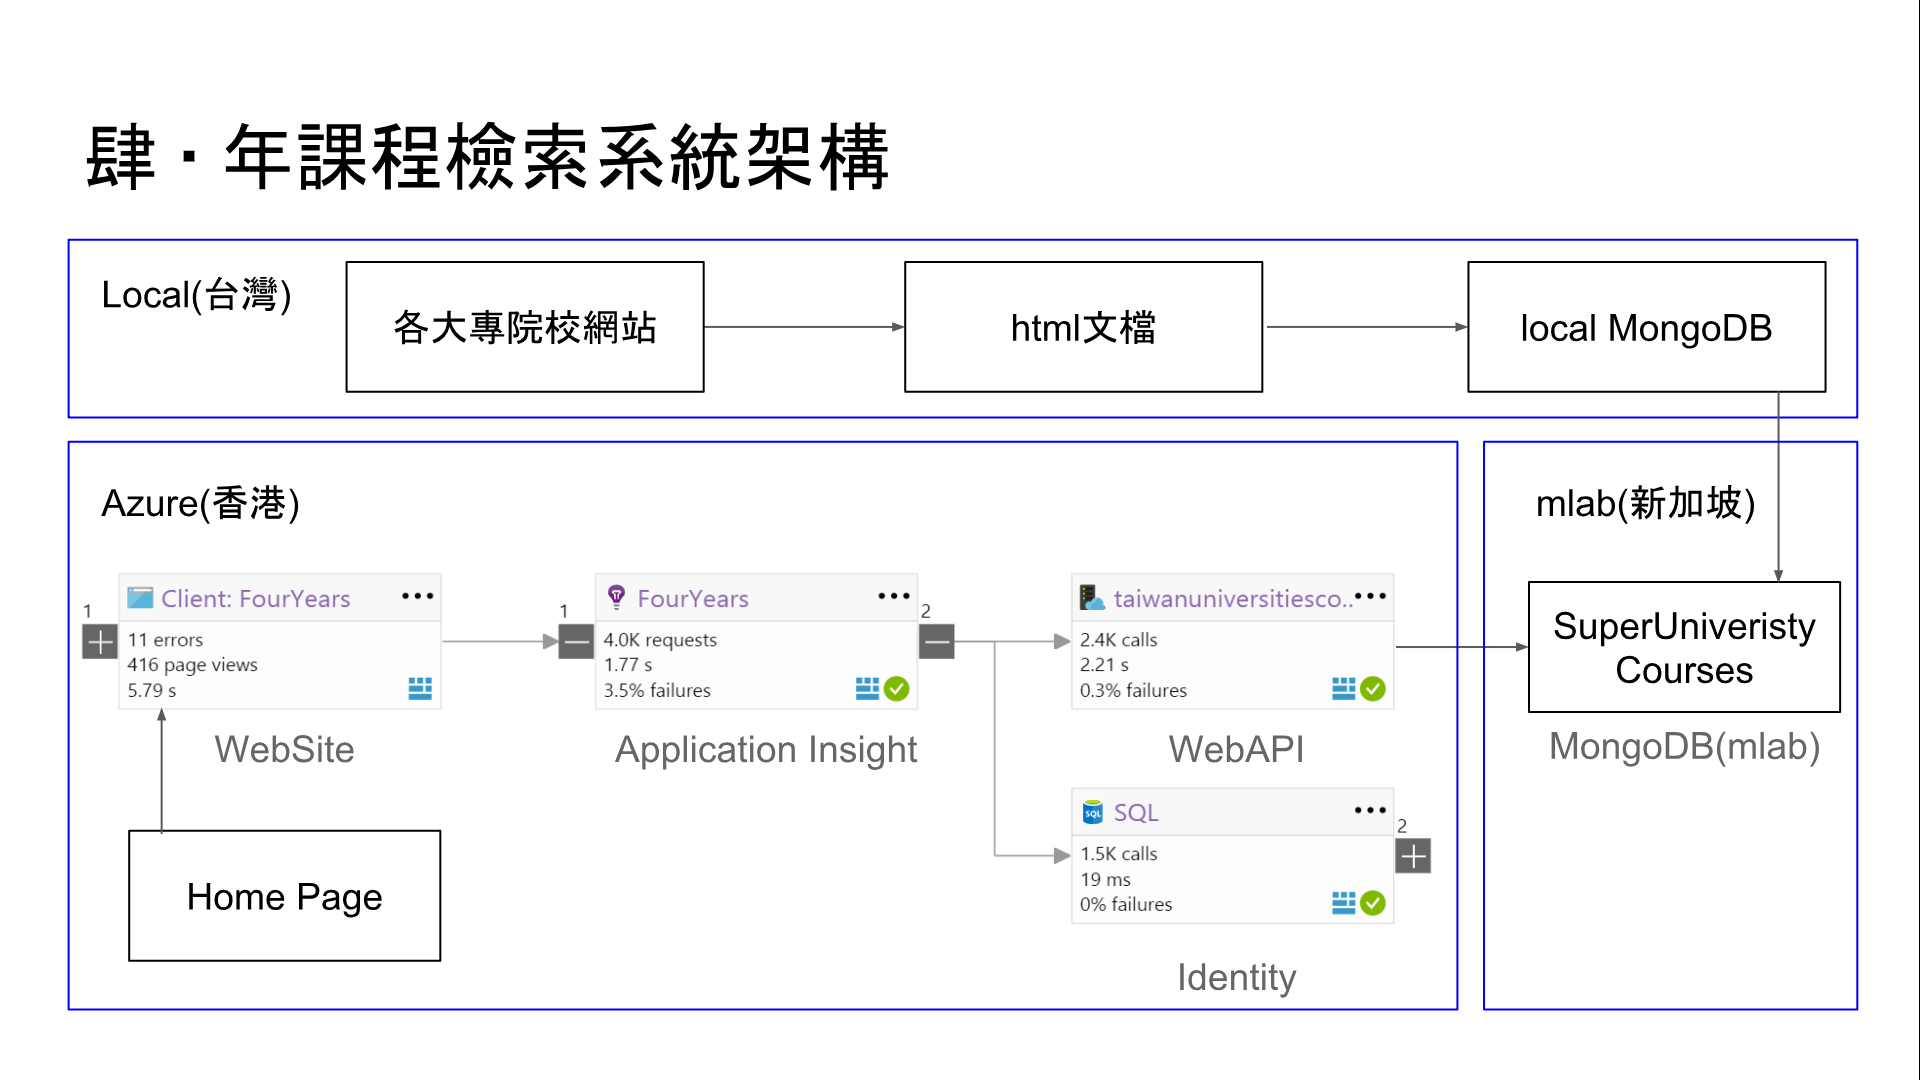 肆·年課程檢索系統架構
Local(台灣)
各大專院校網站
html文檔
local MongoDB
Azure(香港)
mlab(新加坡)
1
Client: FourYears
11 errors
416 page views
5.79 s
WebSite
1
FourYears
2
4.0K requests
1.77 s
3.5% failures
Application Insight
taiwanuniversitiesco..
2.4K calls
2.21 s
0.3% failures
WebAPI
SuperUniveristy
Courses
MongoDB(mlab)
SQL
SQL
2
1.5K calls
19 ms
0% failures
Identity
Home Page